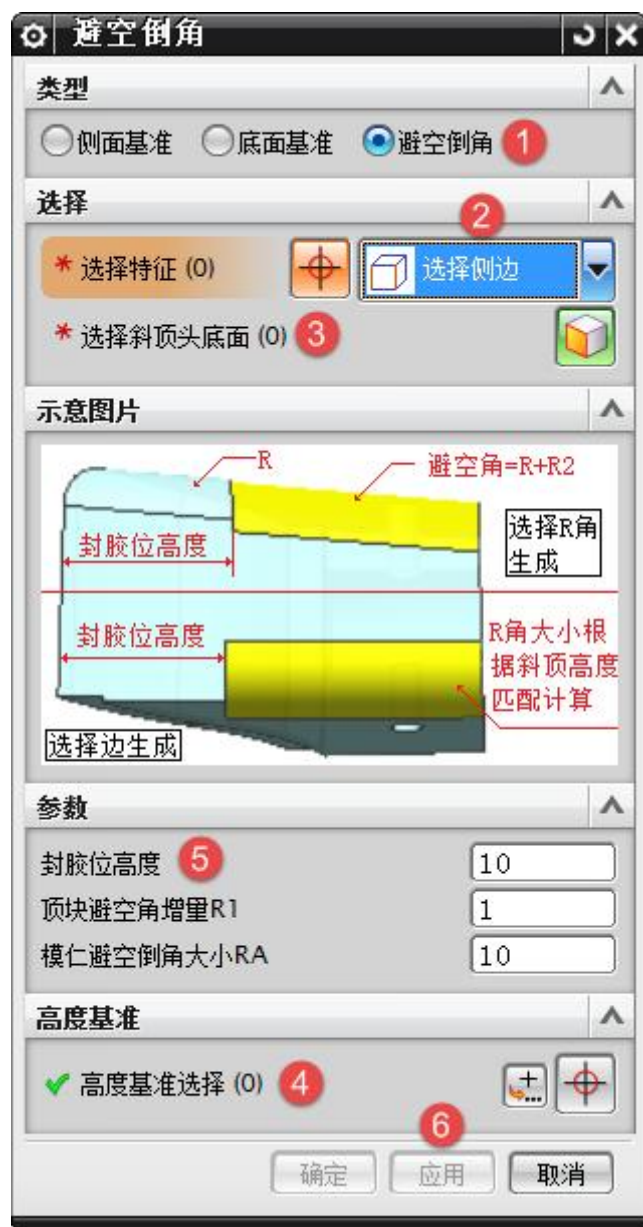 避空倒角
类型
侧面基准 底面基准 避空倒角 1
选择
2
* 选择特征 (0) 选择侧边
* 选择斜顶头底面 (0) 3
示意图片
R 避空角=R+R2
封胶位高度
选择R角
生成
封胶位高度
R角大小根
据斜顶高度
匹配计算
选择边生成
参数
封胶位高度 5 10
顶块避空角增量R1 1
模仁避空倒角大小RA 10
高度基准
高度基准选择 (0) 4
6
确定 应用 取消